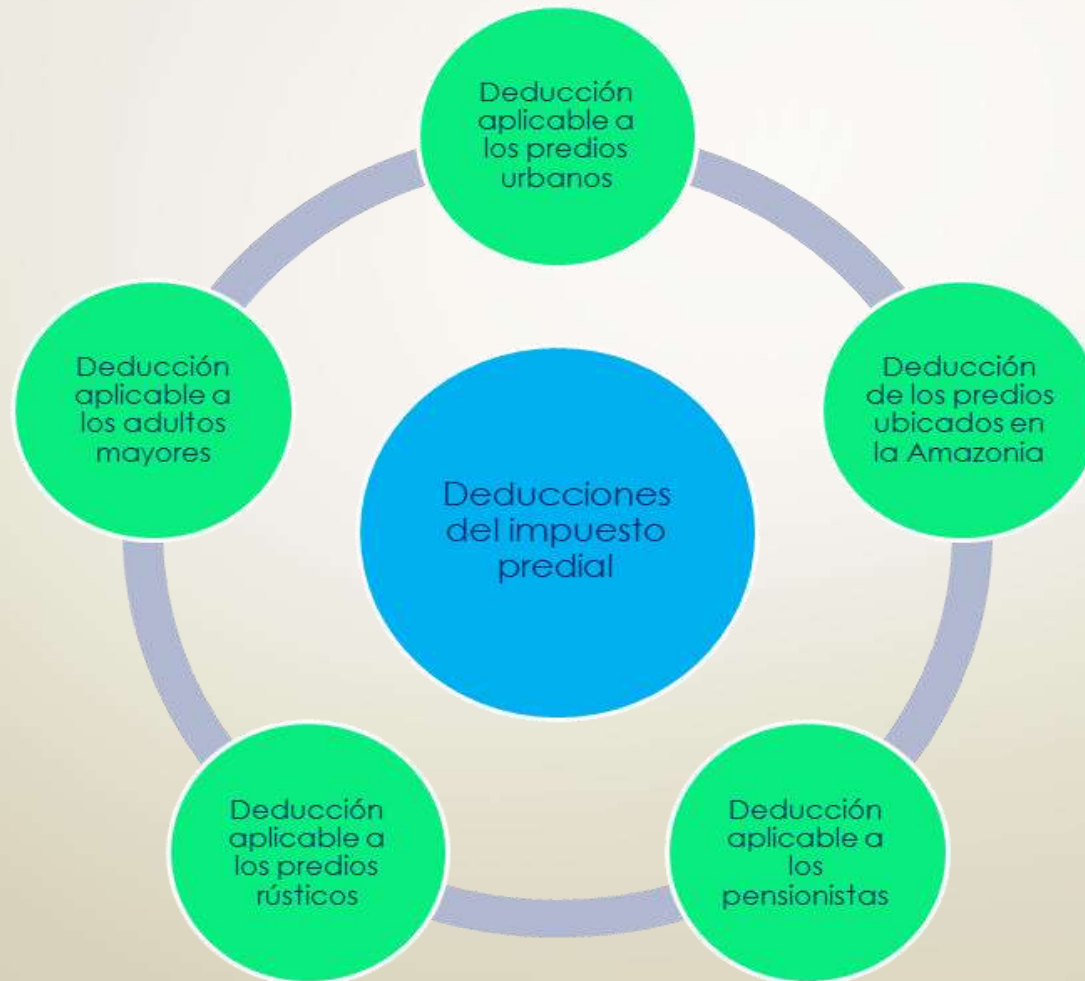 Deducción
aplicable a
los predios
urbanos
Deducción
de los predios
ubicados en
la Amazonia
Deducción
aplicable a
los
pensionistas
Deducción
aplicable a
los predios
rústicos
Deducción
aplicable a
los adultos
mayores
Deducciones
del impuesto
predial